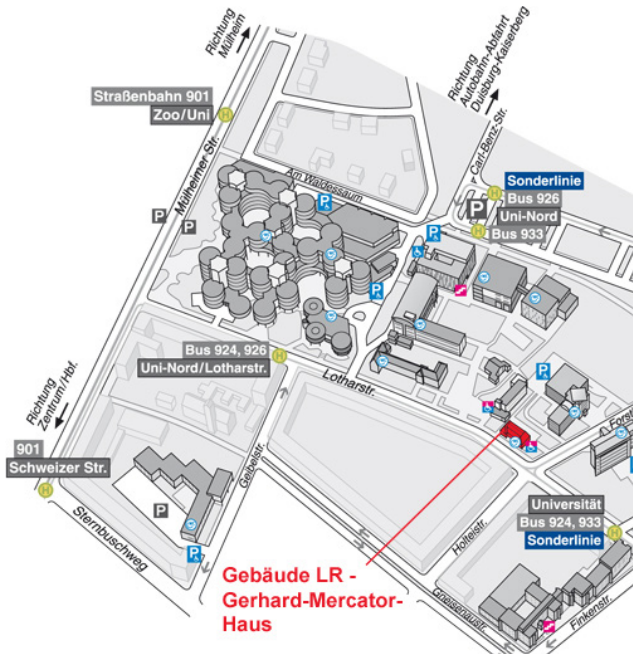 Richtung
Mülheim
Richtung
Autobahn-Abfahrt
Duisburg-Kaiserberg
Straßenbahn 901
Zoo/Uni
H
Mülheimer Str.
Carl-Benz-Str.
Am Waldessaum
Sonderlinie
Bus 926
Uni-Nord
Bus 933
H
H
P
P
P
P
P
P
Bus 924, 926
Uni-Nord/Lotharstr.
H
Lotharstr.
P
Richtung
Zentrum/Hbf.
901
Schweizer Str.
H
Geibelstr.
P
P
Sternbuschweg
Universität
Bus 924, 933
Sonderlinie
H
Holteistr.
Gneisenaustr.
Finkenstr.
Gebäude LR -
Gerhard-Mercator-
Haus